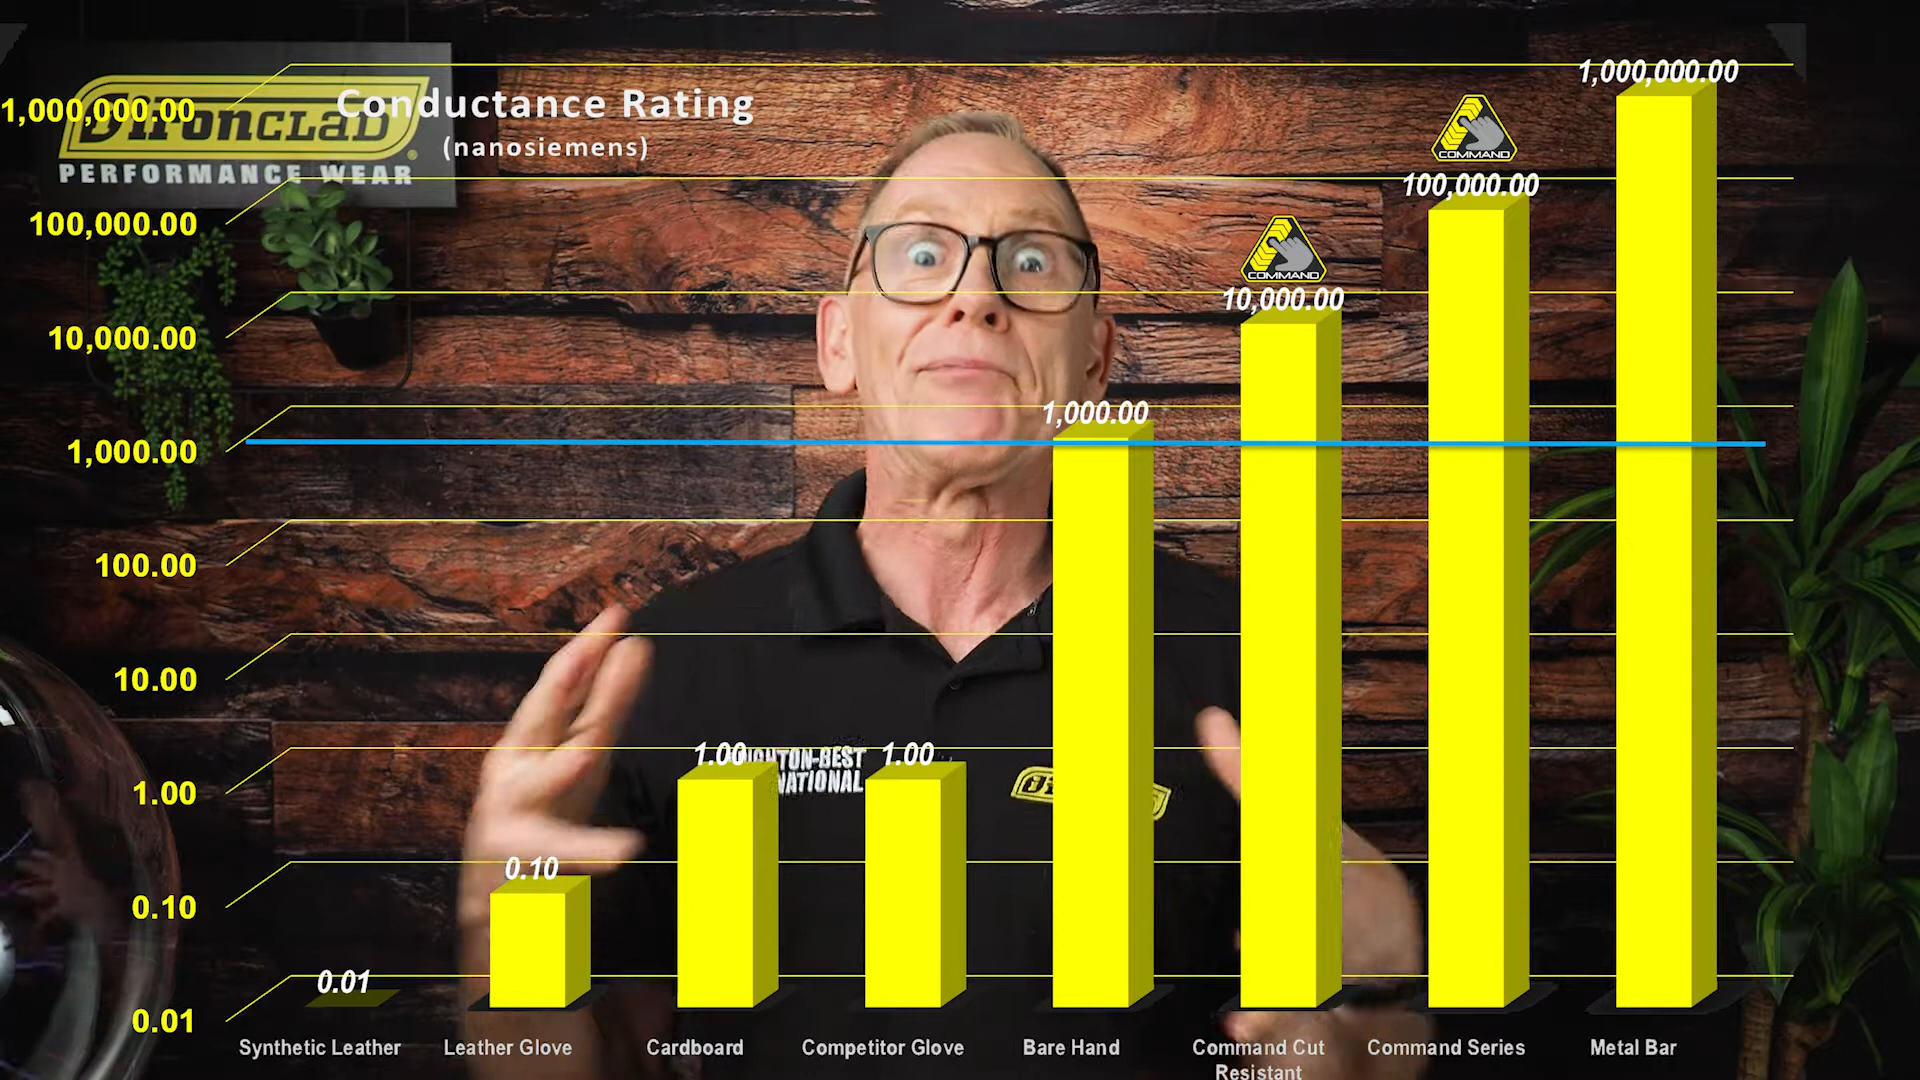 ironclad
PERFORMANCE WEAR
Conductance Rating
(nanosiemens)
1,000,000.00
100,000.00
10,000.00
1,000.00
100.00
10.00
1.00
0.10
0.01
0.01
0.10
1.00
1.00
1,000.00
COMMAND
10,000.00
COMMAND
100,000.00
1,000,000.00
Synthetic Leather
Leather Glove
Cardboard
Competitor Glove
Bare Hand
Command Cut
Resistant
Command Series
Metal Bar